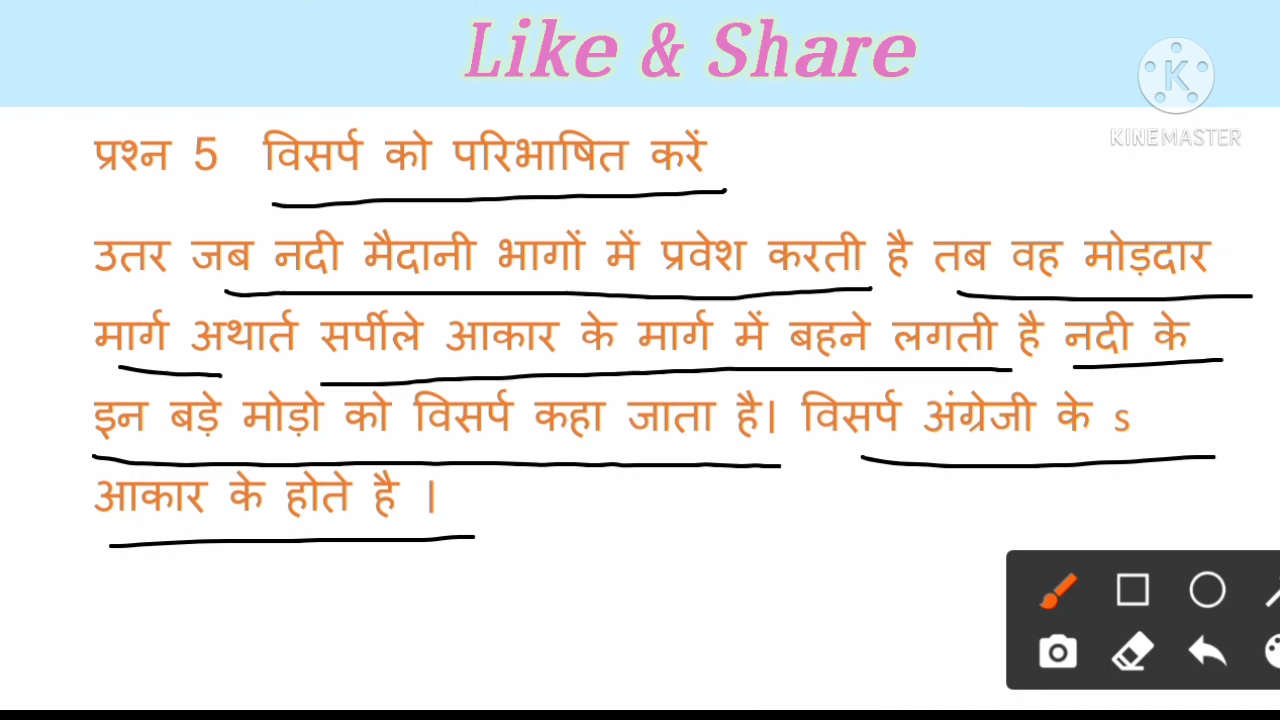 Like & Share
KINEMASTER
प्रश्न 5 विसर्प को परिभाषित करें
उतर जब नदी मैदानी भागों में प्रवेश करती है तब वह मोड़दार
मार्ग अथार्त सर्पीले आकार के मार्ग में बहने लगती है नदी के
इन बड़े मोड़ो को विसर्प कहा जाता है। विसर्प अंग्रेजी के s
आकार के होते है ।